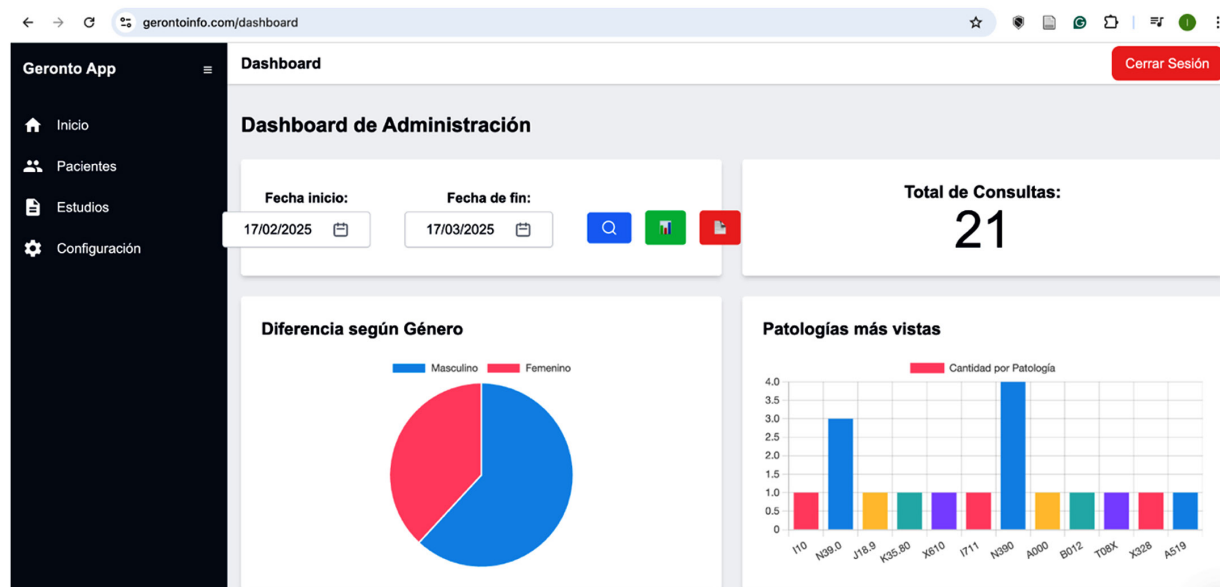 gerontoinfo.com/dashboard
Geronto App
Dashboard
Cerrar Sesión
Inicio
Pacientes
Estudios
Configuración
Dashboard de Administración
Fecha inicio:
Fecha de fin:
17/02/2025
17/03/2025
Total de Consultas:
21
Diferencia según Género
Masculino
Femenino
Patologías más vistas
Cantidad por Patología
4.0
3.5
3.0
2.5
2.0
1.5
1.0
0.5
0
I10
N39.0
J18.9
K35.80
X610
I711
N390
A000
B012
T08X
X328
A519